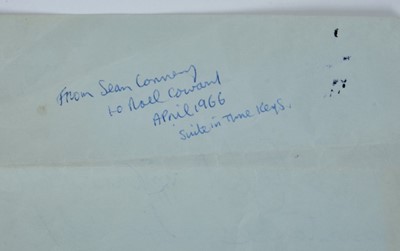 From Sean Connery
to Noel Coward
April 1966
Suite in Three Keys.